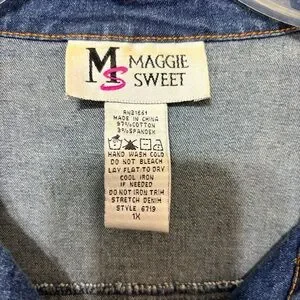 MS MAGGIE
SWEET
RN21661
MADE IN CHINA
97% COTTON
3% SPANDEX
HAND WASH COLD
DO NOT BLEACH
LAY FLAT/TO DRY
COOL IRON
IF NEEDED
DO NOT IRON TRIM
STRETCH DENIM
STYLE 6719
1X